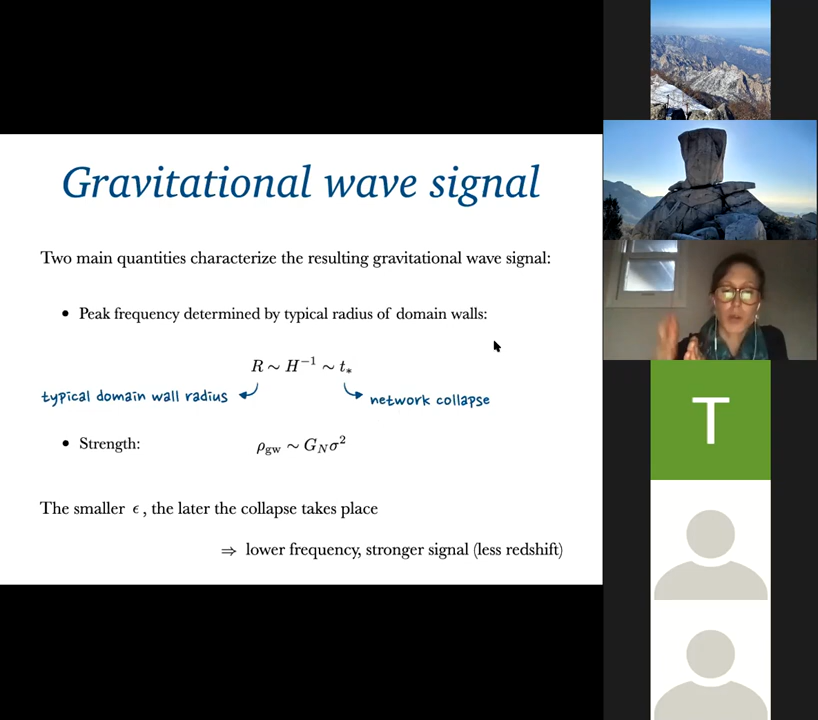 Gravitational wave signal
Two main quantities characterize the resulting gravitational wave signal:
• Peak frequency determined by typical radius of domain walls:
R ∼ H⁻¹ ∼ t*
typical domain wall radius
network collapse
• Strength:
ρgw ∼ G_Nσ²
The smaller ϵ, the later the collapse takes place
⇒ lower frequency, stronger signal (less redshift)
T